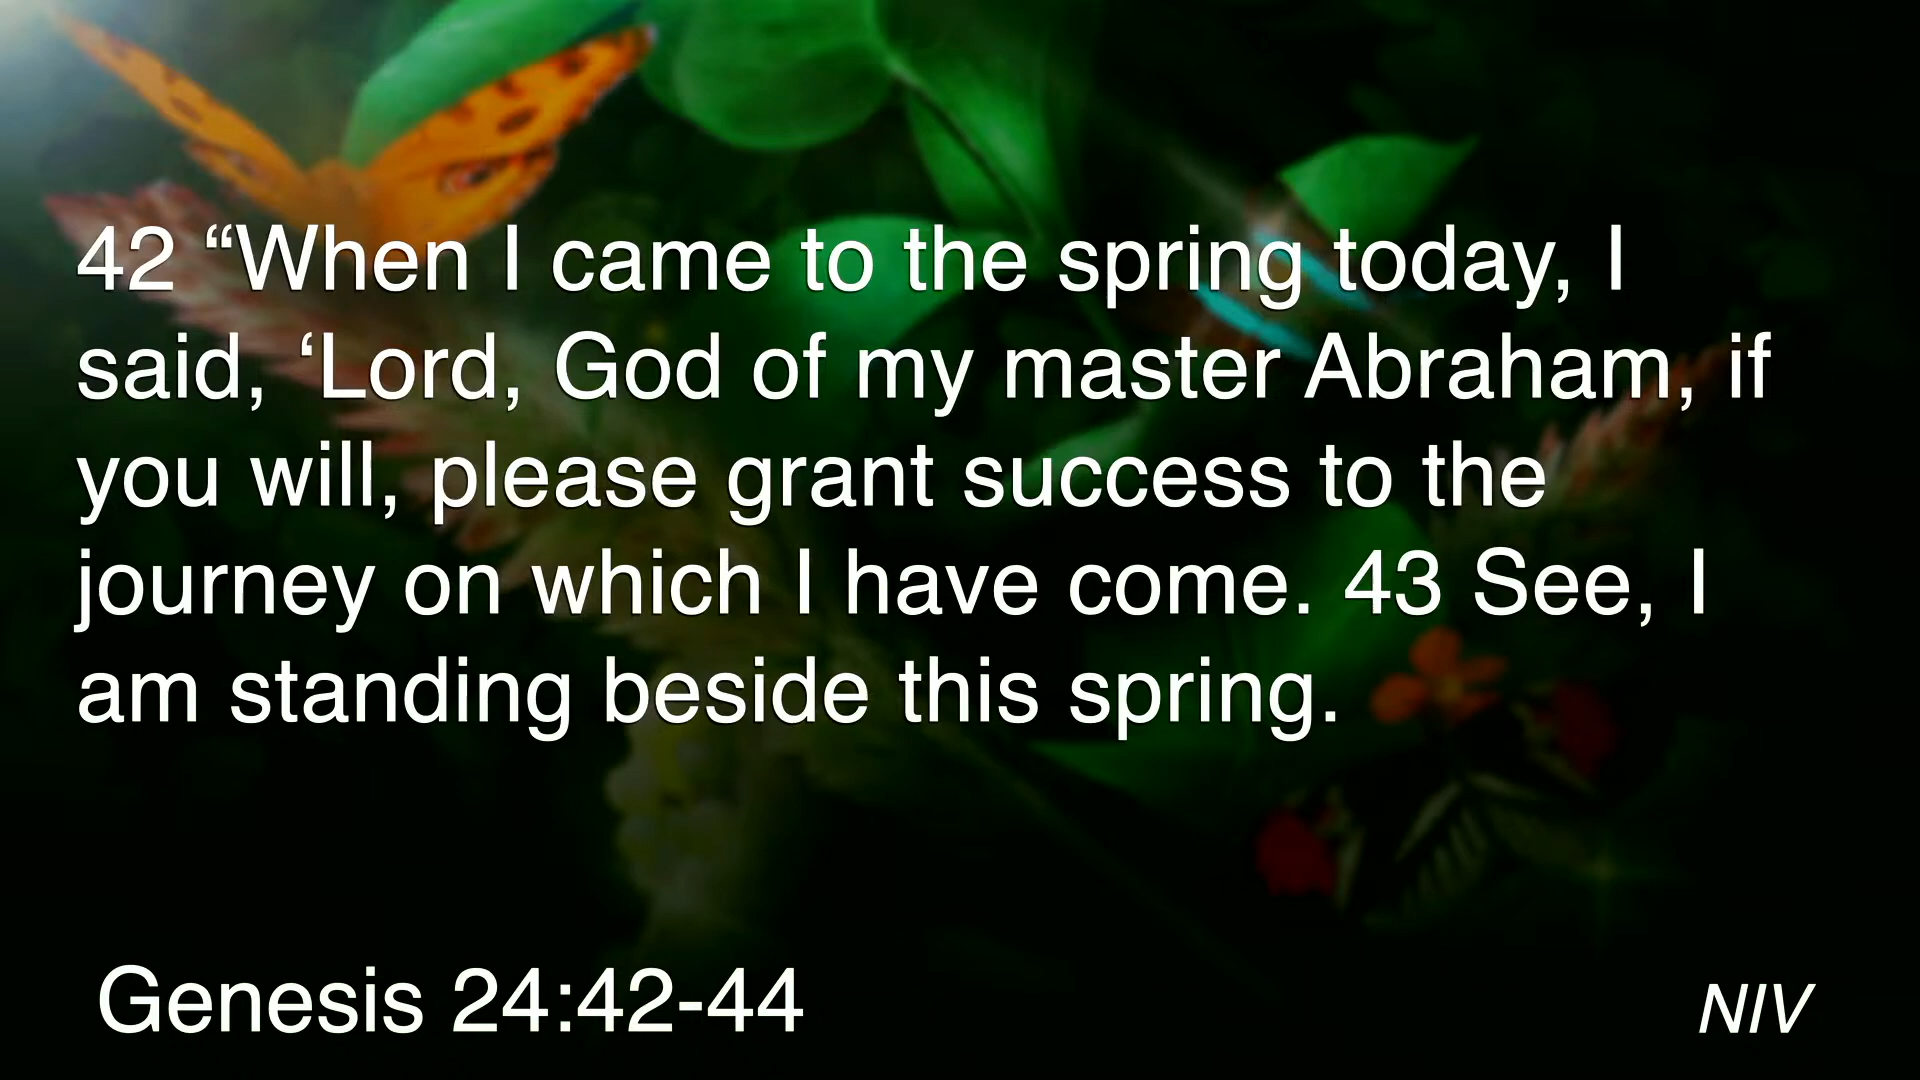 42 “When I came to the spring today, I
said, ‘Lord, God of my master Abraham, if
you will, please grant success to the
journey on which I have come. 43 See, I
am standing beside this spring.
Genesis 24:42-44
NIV